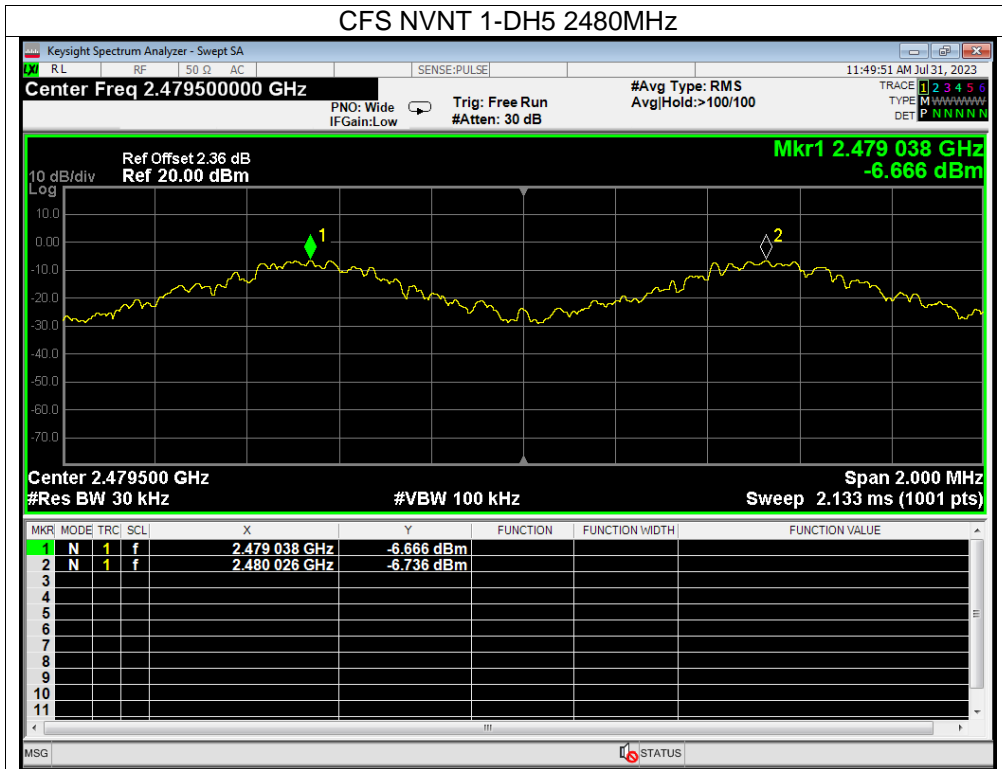 CFS NVNT 1-DH5 2480MHz
Keysight Spectrum Analyzer - Swept SA
LXI RL RF 50 Ω AC SENSE:PULSE 11:49:51 AM Jul 31, 2023
Center Freq 2.479500000 GHz #Avg Type: RMS TRACE 1 2 3 4 5 6
PNO: Wide Trig: Free Run Avg|Hold:>100/100 TYPE M WWWWW
IFGain:Low #Atten: 30 dB DET P N N N N N
Mkr1 2.479 038 GHz
-6.666 dBm
Ref Offset 2.36 dB
10 dB/div Ref 20.00 dBm
Log
10.0
1
2
0.00
-10.0
-20.0
-30.0
-40.0
-50.0
-60.0
-70.0
Center 2.479500 GHz Span 2.000 MHz
#Res BW 30 kHz #VBW 100 kHz Sweep 2.133 ms (1001 pts)
MKR MODE TRC SCL X Y FUNCTION FUNCTION WIDTH FUNCTION VALUE
1 N 1 f 2.479 038 GHz -6.666 dBm
2 N 1 f 2.480 026 GHz -6.736 dBm
3
4
5
6
7
8
9
10
11
MSG STATUS